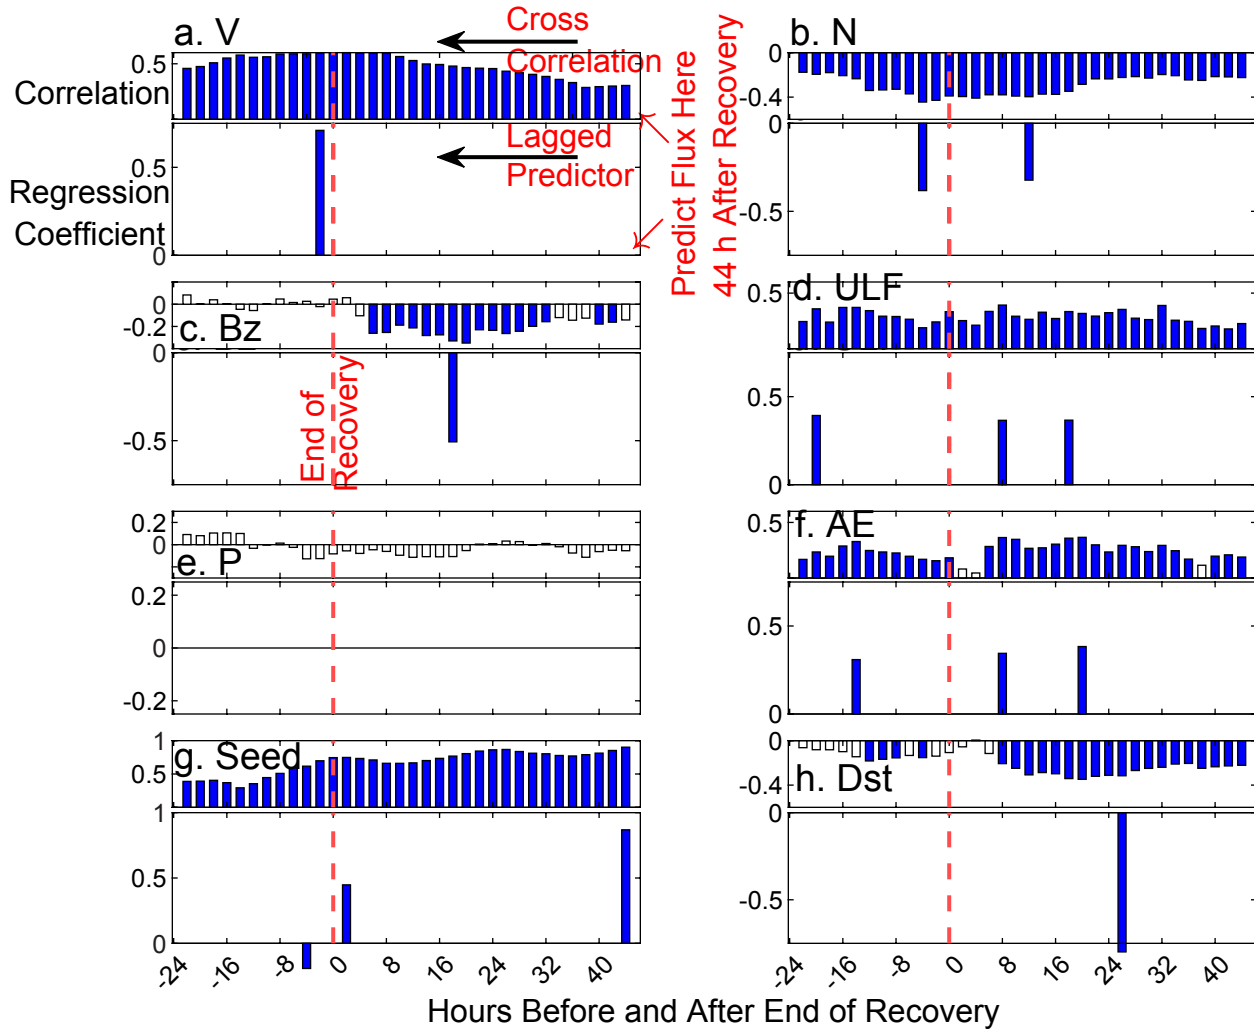 a. V
Cross
Correlation
b. N
0.5
Correlation
0
-0.4
0
0.5
Lagged
Predictor
Regression
Coefficient
0
-0.5
Predict Flux Here
44 h After Recovery
0
-0.2
c. Bz
0
-0.5
End of
Recovery
d. ULF
0.5
0.5
0
0.2
0
e. P
0.2
0
-0.2
f. AE
0.5
0.5
0
1
g. Seed
0.5
1
0.5
0
0
-0.4
h. Dst
0
-0.5
-24
-16
-8
0
8
16
24
32
40
-24
-16
-8
0
8
16
24
32
40
Hours Before and After End of Recovery